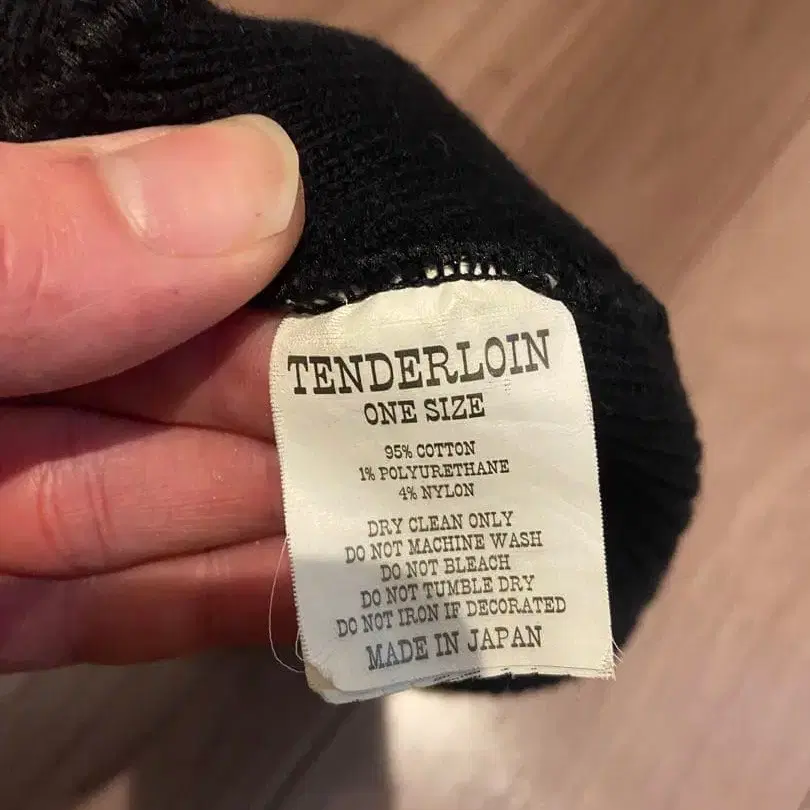 TENDERLOIN
ONE SIZE
95% COTTON
1% POLYURETHANE
4% NYLON
DRY CLEAN ONLY
DO NOT MACHINE WASH
DO NOT BLEACH
DO NOT TUMBLE DRY
DO NOT IRON IF DECORATED
MADE IN JAPAN